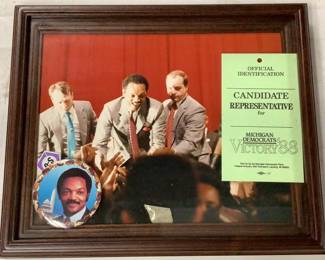 OFFICIAL
IDENTIFICATION
CANDIDATE
REPRESENTATIVE
for
MICHIGAN
DEMOCRATS
VICTORY 88